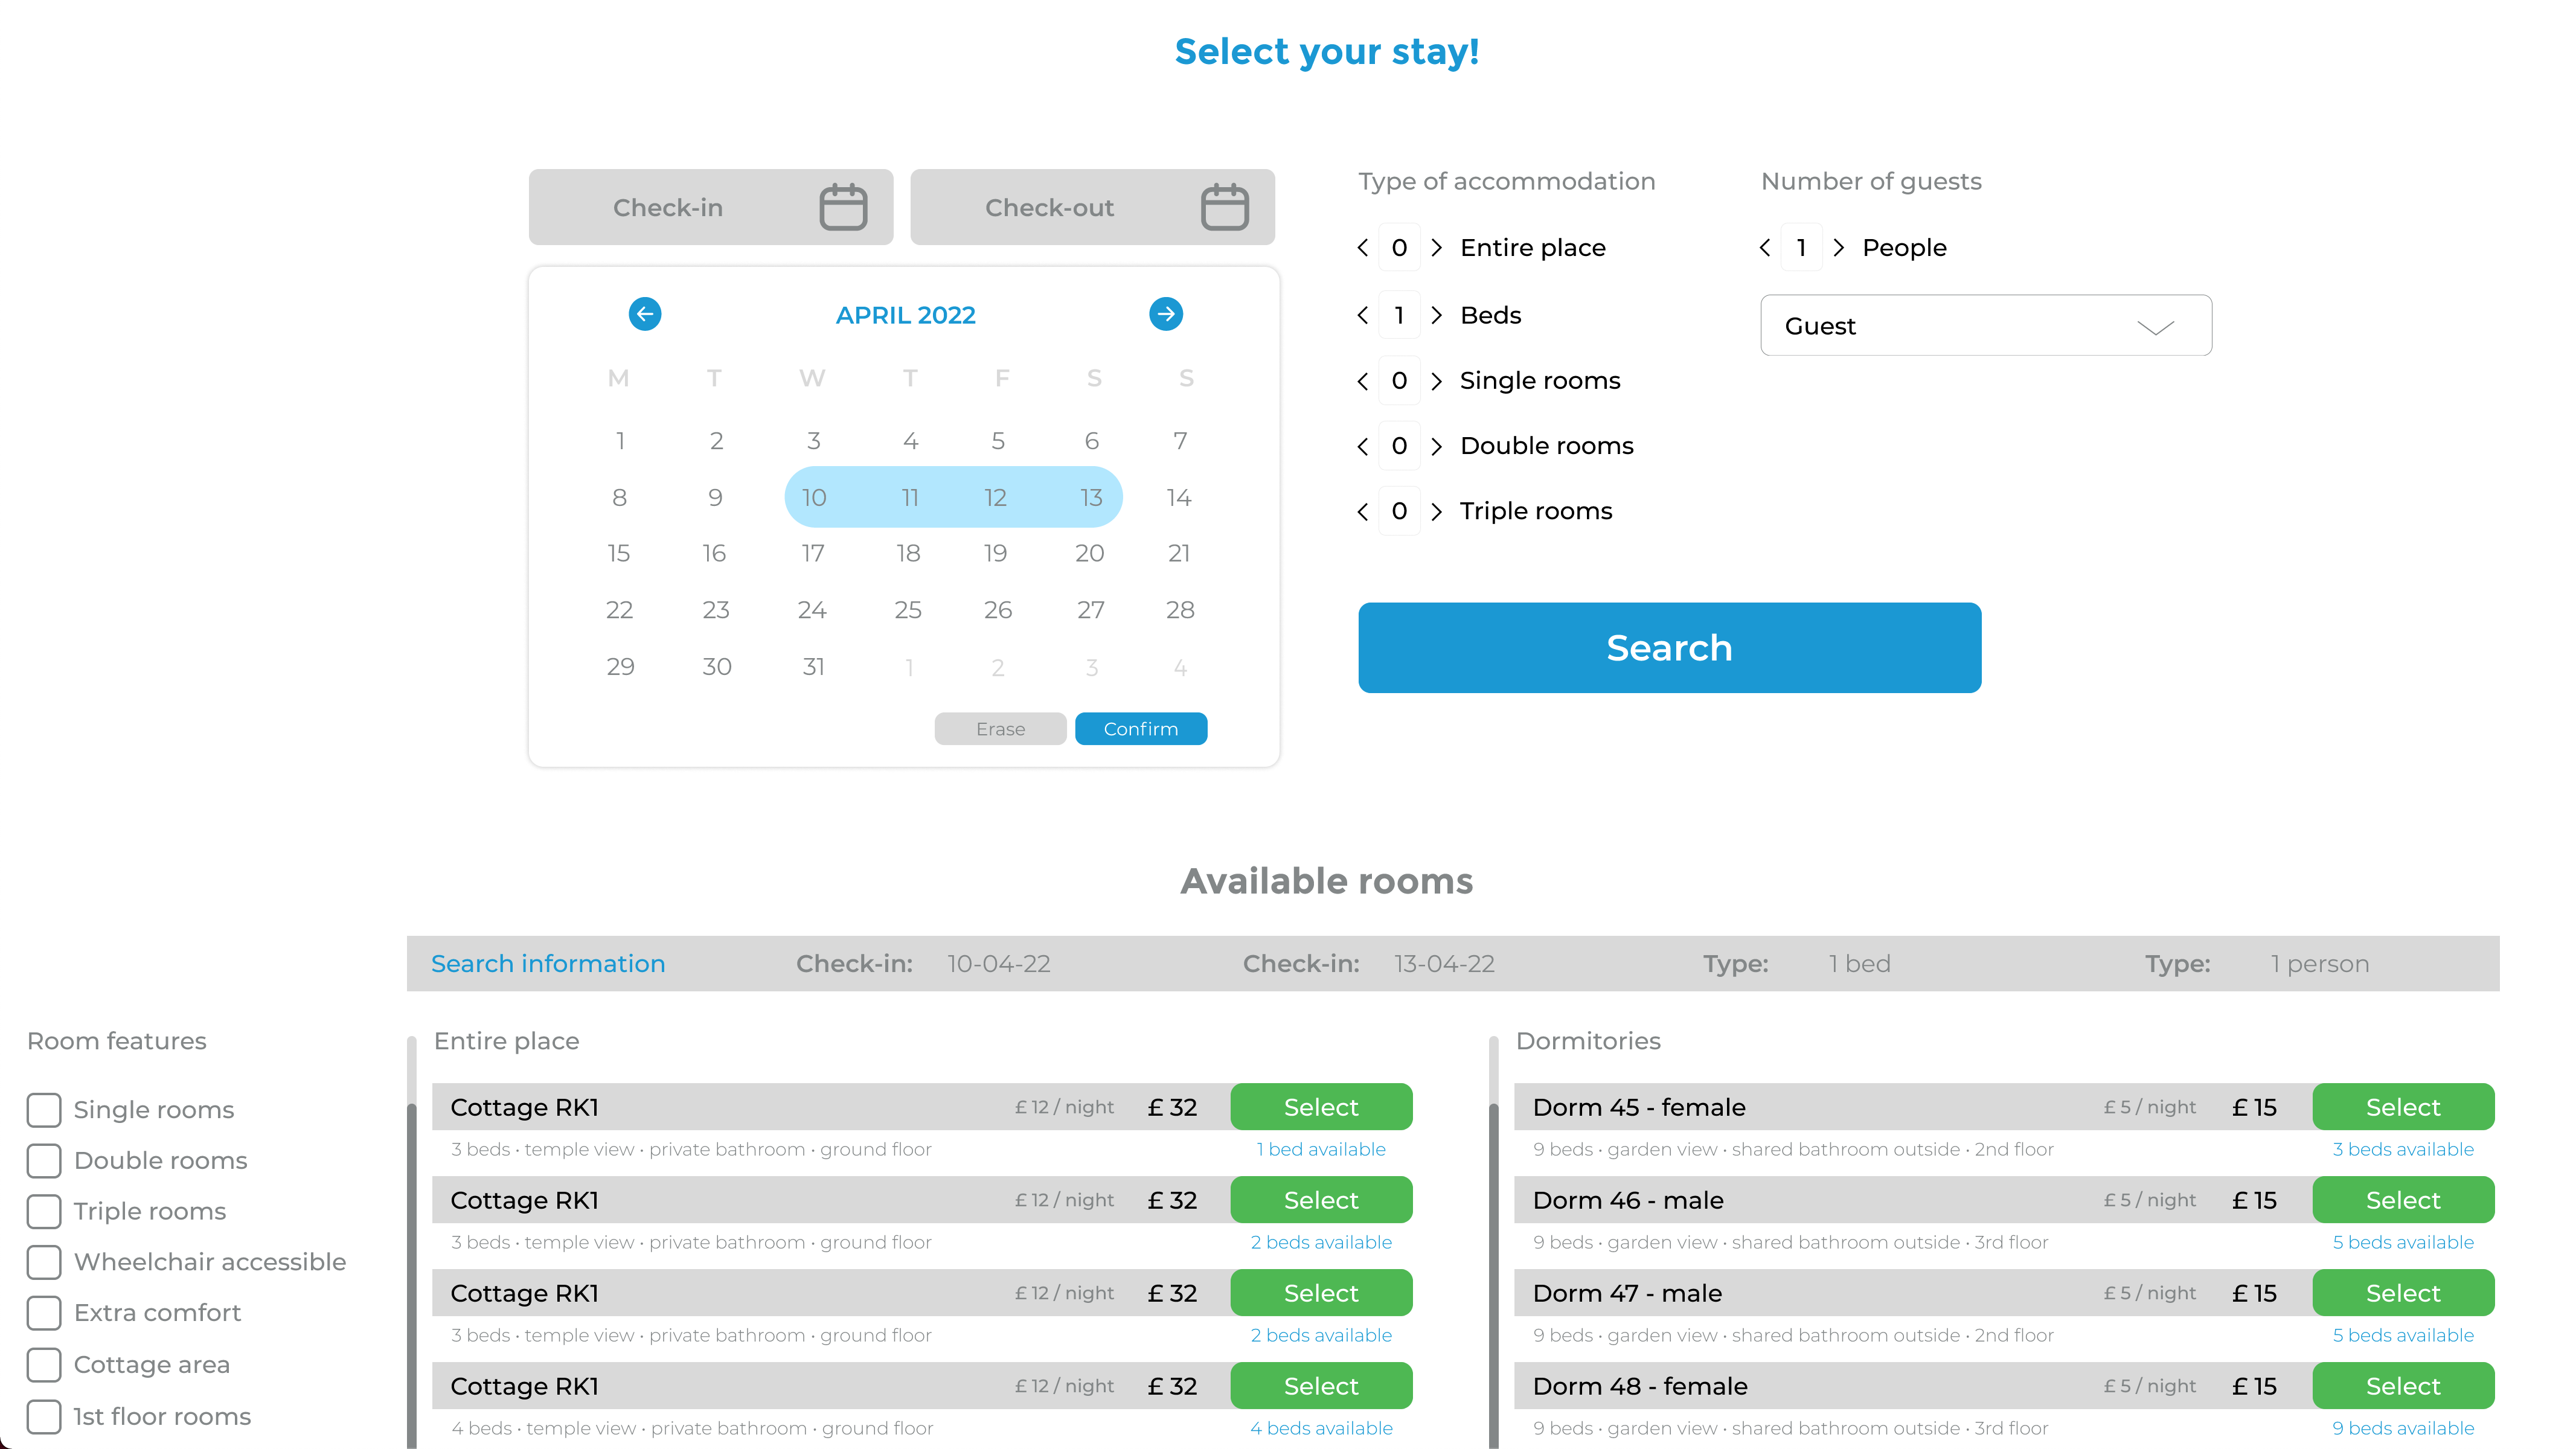 Select your stay!
Check-in
Check-out
APRIL 2022
M T W T F S S
1 2 3 4 5 6 7
8 9 10 11 12 13 14
15 16 17 18 19 20 21
22 23 24 25 26 27 28
29 30 31 1 2 3 4
Erase
Confirm
Type of accommodation
< 0 > Entire place
< 1 > Beds
< 0 > Single rooms
< 0 > Double rooms
< 0 > Triple rooms
Number of guests
< 1 > People
Guest
Search
Available rooms
Search information Check-in: 10-04-22 Check-in: 13-04-22 Type: 1 bed Type: 1 person
Room features
Single rooms
Double rooms
Triple rooms
Wheelchair accessible
Extra comfort
Cottage area
1st floor rooms
Entire place
Cottage RK1 £ 12 / night £ 32 Select
3 beds • temple view • private bathroom • ground floor 1 bed available
Cottage RK1 £ 12 / night £ 32 Select
3 beds • temple view • private bathroom • ground floor 2 beds available
Cottage RK1 £ 12 / night £ 32 Select
3 beds • temple view • private bathroom • ground floor 2 beds available
Cottage RK1 £ 12 / night £ 32 Select
4 beds • temple view • private bathroom • ground floor 4 beds available
Dormitories
Dorm 45 - female £ 5 / night £ 15 Select
9 beds • garden view • shared bathroom outside • 2nd floor 3 beds available
Dorm 46 - male £ 5 / night £ 15 Select
9 beds • garden view • shared bathroom outside • 3rd floor 5 beds available
Dorm 47 - male £ 5 / night £ 15 Select
9 beds • garden view • shared bathroom outside • 2nd floor 5 beds available
Dorm 48 - female £ 5 / night £ 15 Select
9 beds • garden view • shared bathroom outside • 3rd floor 9 beds available